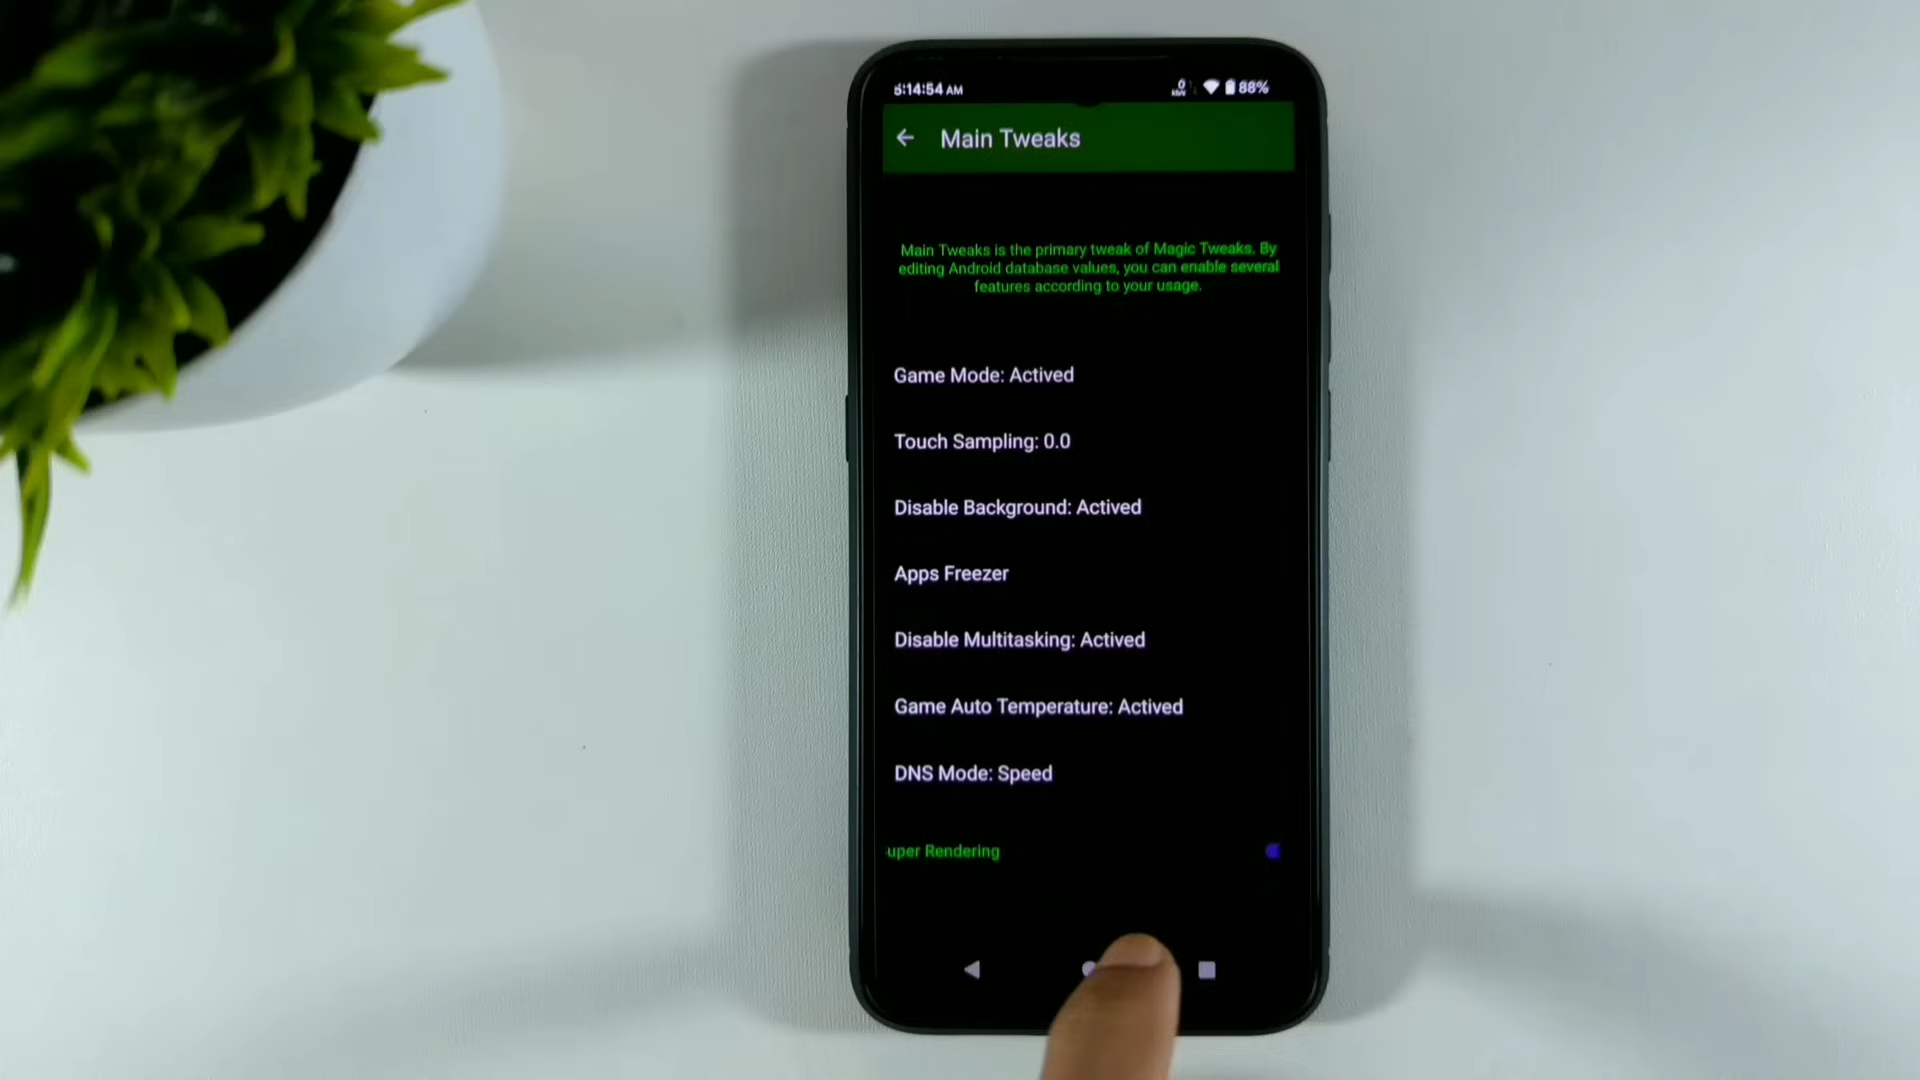 5:14:54 AM
0 88%
Main Tweaks
Main Tweaks is the primary tweak of Magic Tweaks. By
editing Android database values, you can enable several
features according to your usage.
Game Mode: Actived
Touch Sampling: 0.0
Disable Background: Actived
Apps Freezer
Disable Multitasking: Actived
Game Auto Temperature: Actived
DNS Mode: Speed
uper Rendering